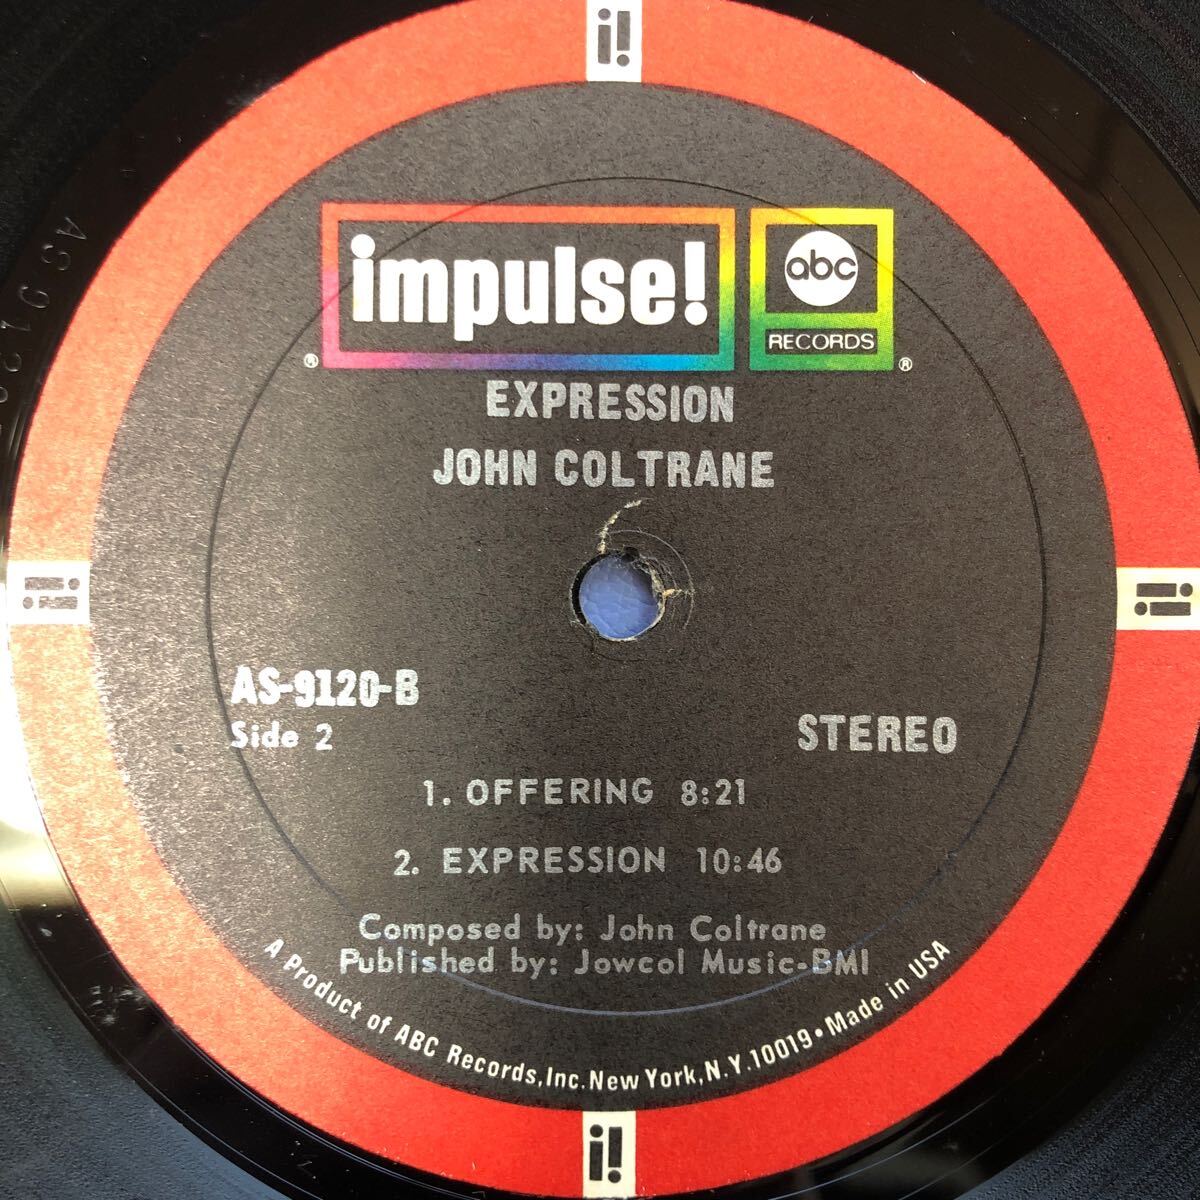 i!
impulse!
®
abc
RECORDS
®
EXPRESSION
JOHN COLTRANE
i!
i!
AS-9120-B
Side 2
STEREO
1. OFFERING 8:21
2. EXPRESSION 10:46
Composed by: John Coltrane
Published by: Jowcol Music-BMI
A Product of ABC Records, Inc. New York, N.Y. 10019 • Made in USA
i!